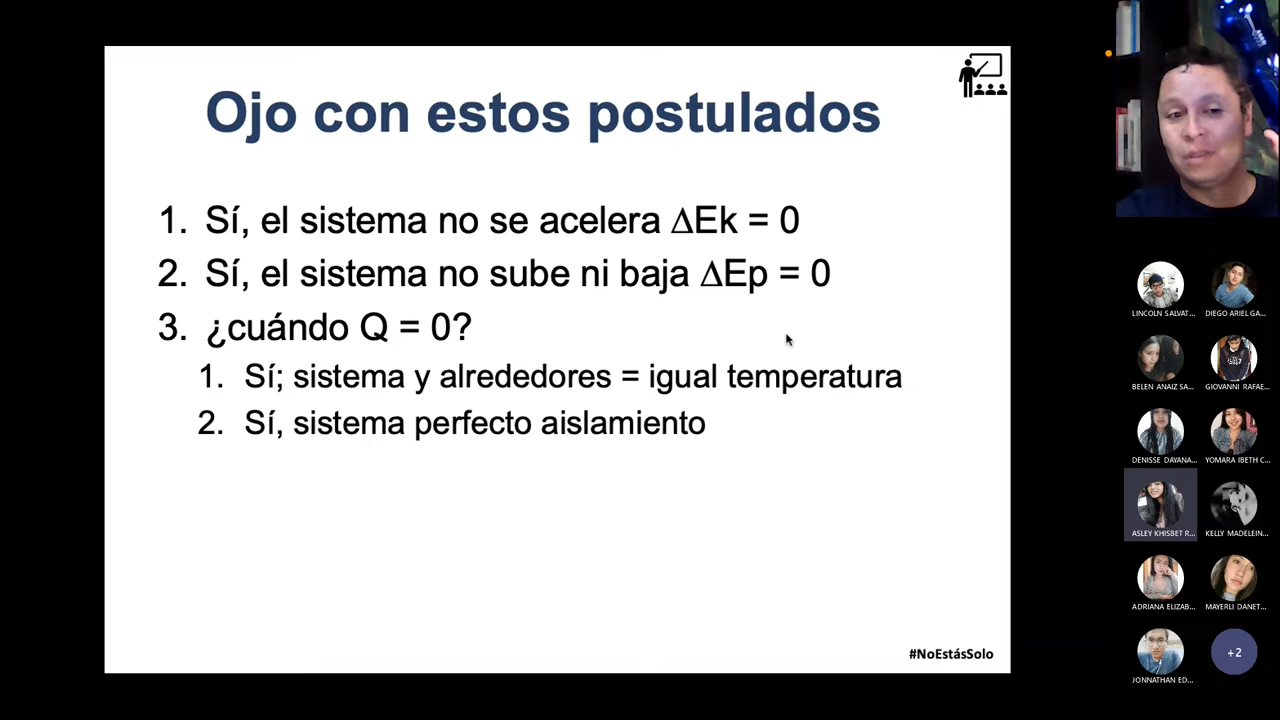 Ojo con estos postulados
1. Sí, el sistema no se acelera ∆Ek = 0
2. Sí, el sistema no sube ni baja ∆Ep = 0
3. ¿cuándo Q = 0?
1. Sí; sistema y alrededores = igual temperatura
2. Sí, sistema perfecto aislamiento
#NoEstásSolo
LINCOLN SALVAT...
DIEGO ARIEL GA...
BELEN ANAIZ SA...
GIOVANNI RAFAE...
DENISSE DAYANA...
YOMARA IBETH C...
ASLEY KHISBET R...
KELLY MADELEIN...
ADRIANA ELIZAB...
MAYERLI DANET...
JONNATHAN ED...
+2